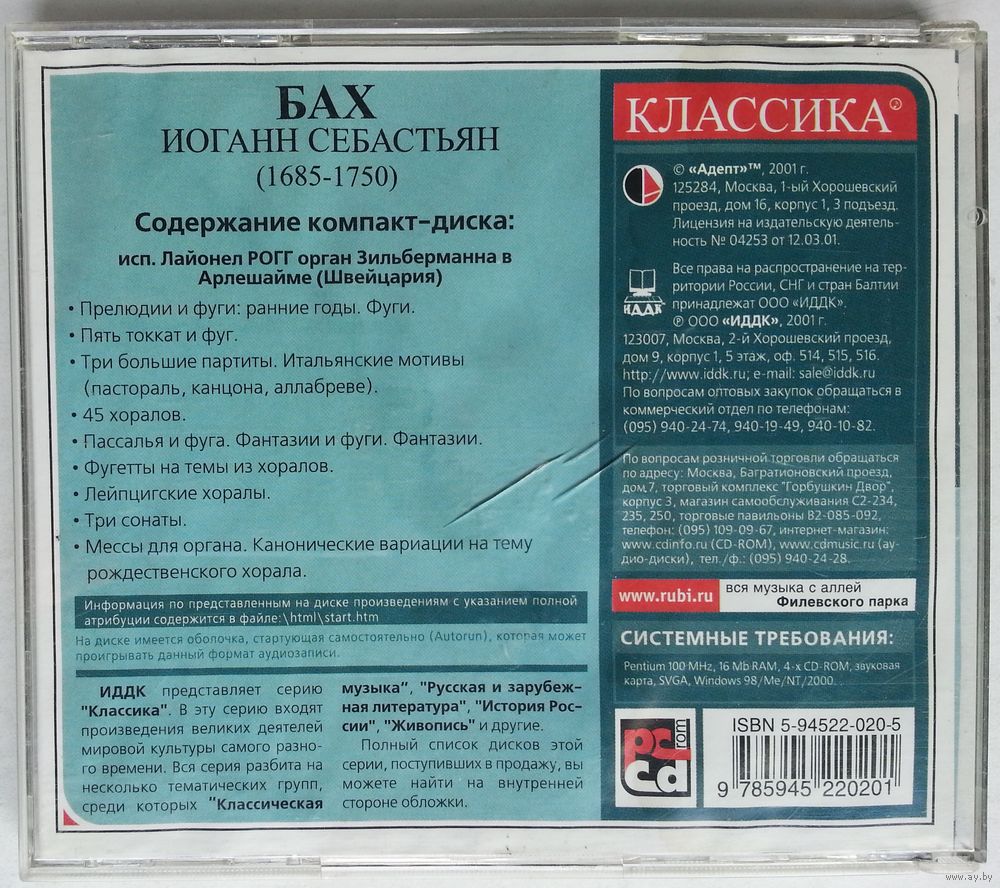 БАХ
ИОГАНН СЕБАСТЬЯН
(1685-1750)
Содержание компакт-диска:
исп. Лайонел РОГГ орган Зильберманна в
Арлешайме (Швейцария)
• Прелюдии и фуги: ранние годы. Фуги.
• Пять токкат и фуг.
• Три большие партиты. Итальянские мотивы
(пастораль, канцона, аллабреве).
• 45 хоралов.
• Пассалья и фуга. Фантазии и фуги. Фантазии.
• Фугетты на темы из хоралов.
• Лейпцигские хоралы.
• Три сонаты.
• Мессы для органа. Канонические вариации на тему
рождественского хорала.
Информация по представленным на диске произведениям с указанием полной
атрибуции содержится в файле:\html\start.htm
На диске имеется оболочка, стартующая самостоятельно (Autorun), которая может
проигрывать данный формат аудиозаписи.
ИДДК представляет серию
"Классика". В эту серию входят
произведения великих деятелей
мировой культуры самого разно-
го времени. Вся серия разбита на
несколько тематических групп,
среди которых "Классическая
музыка", "Русская и зарубеж-
ная литература", "История Рос-
сии", "Живопись" и другие.
Полный список дисков этой
серии, поступивших в продажу, вы
можете найти на внутренней
стороне обложки.
КЛАССИКА
© «Адепт»™, 2001 г.
125284, Москва, 1-ый Хорошевский
проезд, дом 16, корпус 1, 3 подъезд.
Лицензия на издательскую деятель-
ность № 04253 от 12.03.01.
ИДДК
Все права на распространение на тер-
ритории России, СНГ и стран Балтии
принадлежат ООО «ИДДК».
℗ ООО «ИДДК», 2001 г.
123007, Москва, 2-й Хорошевский проезд,
дом 9, корпус 1, 5 этаж, оф. 514, 515, 516.
http://www.iddk.ru; e-mail: sale@iddk.ru
По вопросам оптовых закупок обращаться в
коммерческий отдел по телефонам:
(095) 940-24-74, 940-19-49, 940-10-82.
По вопросам розничной торговли обращаться
по адресу: Москва, Багратионовский проезд,
дом 7, торговый комплекс "Горбушкин Двор",
корпус 3, магазин самообслуживания С2-234,
235, 250, торговые павильоны В2-085-092,
телефон: (095) 109-09-67, интернет-магазин:
www.cdinfo.ru (CD-ROM), www.cdmusic.ru (ау-
дио-диски), тел./ф.: (095) 940-24-28.
www.rubi.ru вся музыка с аллей
Филевского парка
СИСТЕМНЫЕ ТРЕБОВАНИЯ:
Pentium 100 MHz, 16 Mb RAM, 4-x CD-ROM, звуковая
карта, SVGA, Windows 98/Me/NT/2000.
pc
cd
rom
ISBN 5-94522-020-5
9 785945 220201
www.ay.by